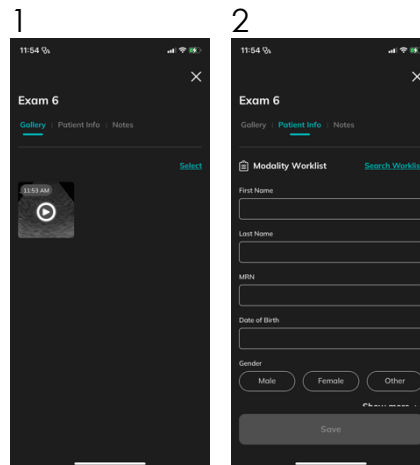 1
2
11:54
Exam 6
Gallery Patient Info Notes
Select
11:53 AM
11:54
Exam 6
Gallery Patient Info Notes
Modality Worklist Search Worklis
First Name
Last Name
MRN
Date of Birth
Gender
Male Female Other
Show more
Save